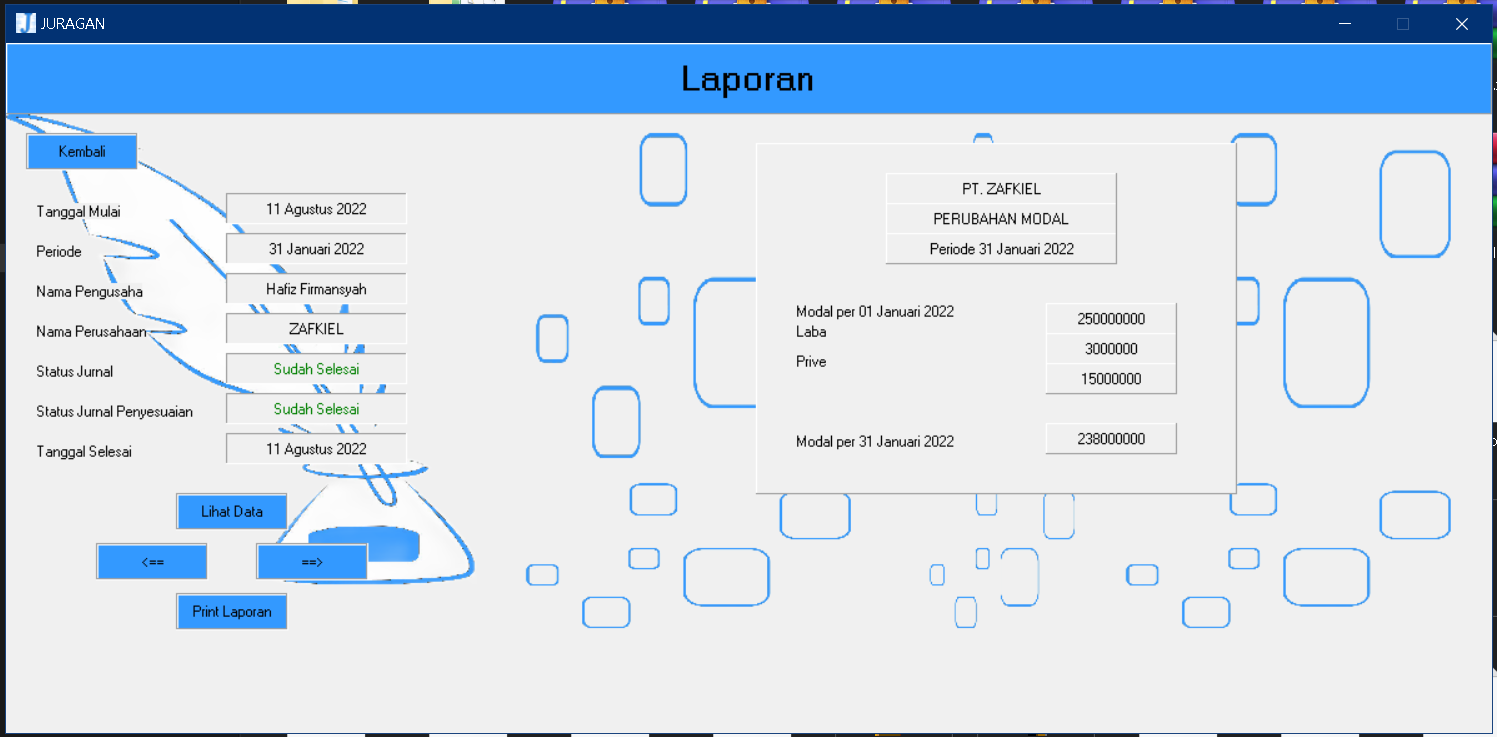 JURAGAN
Laporan
Kembali
Tanggal Mulai 11 Agustus 2022
Periode 31 Januari 2022
Nama Pengusaha Hafiz Firmansyah
Nama Perusahaan ZAFKIEL
Status Jurnal Sudah Selesai
Status Jurnal Penyesuaian Sudah Selesai
Tanggal Selesai 11 Agustus 2022
Lihat Data
<== ==>
Print Laporan
PT. ZAFKIEL
PERUBAHAN MODAL
Periode 31 Januari 2022
Modal per 01 Januari 2022 250000000
Laba 3000000
Prive 15000000
Modal per 31 Januari 2022 238000000